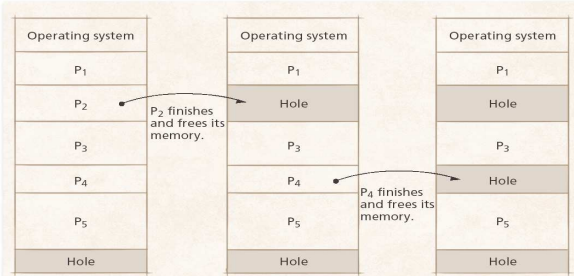 Operating system
P1
P2
P3
P4
P5
Hole
P2 finishes
and frees its
memory.
Operating system
P1
Hole
P3
P4
P5
Hole
P4 finishes
and frees its
memory.
Operating system
P1
Hole
P3
Hole
P5
Hole